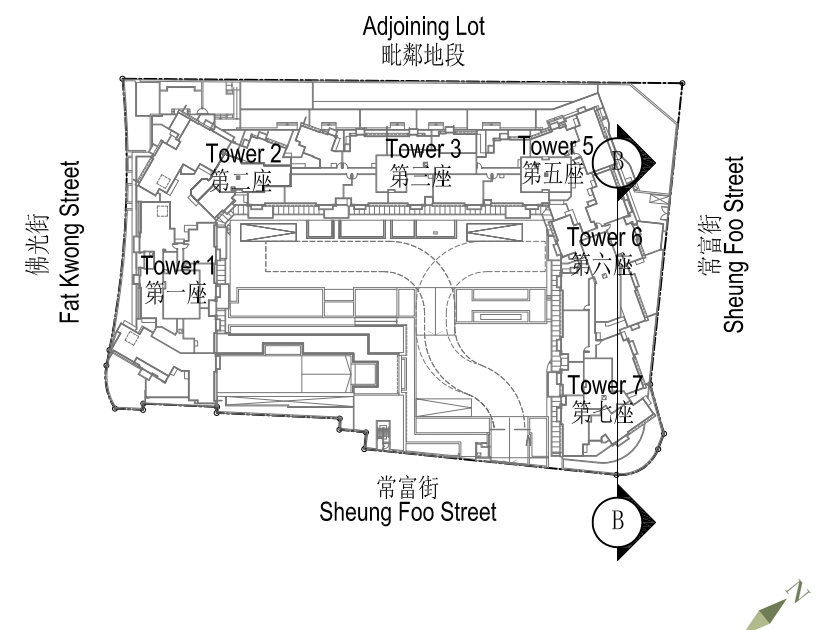 Adjoining Lot
毗鄰地段
Tower 2
第二座
Tower 3
第三座
Tower 5
第五座
B
佛光街
Fat Kwong Street
常富街
Sheung Foo Street
Tower 1
第一座
Tower 6
第六座
Tower 7
第七座
常富街
Sheung Foo Street
B
N